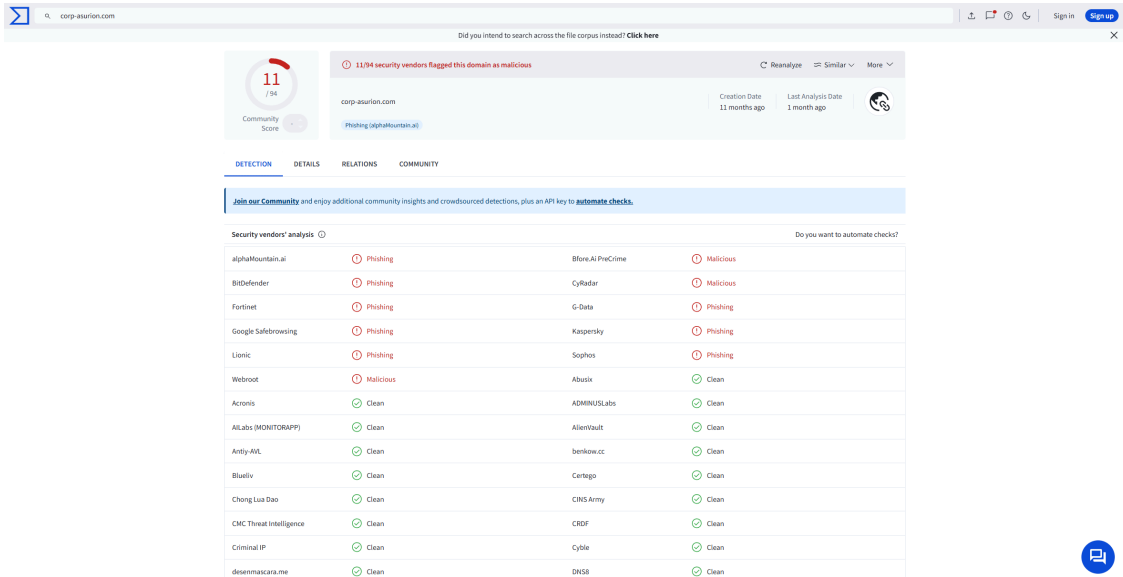 corp-asurion.com
Sign in
Sign up
Did you intend to search across the file corpus instead? Click here
11
/ 94
Community
Score
11/94 security vendors flagged this domain as malicious
Reanalyze
Similar
More
corp-asurion.com
Creation Date
11 months ago
Last Analysis Date
1 month ago
Phishing (alphaMountain.ai)
DETECTION DETAILS RELATIONS COMMUNITY
Join our Community and enjoy additional community insights and crowdsourced detections, plus an API key to automate checks.
Security vendors' analysis
Do you want to automate checks?
alphaMountain.ai Phishing Bfore.Ai PreCrime Malicious
BitDefender Phishing CyRadar Malicious
Fortinet Phishing G-Data Phishing
Google Safebrowsing Phishing Kaspersky Phishing
Lionic Phishing Sophos Phishing
Webroot Malicious Abusix Clean
Acronis Clean ADMINUSLabs Clean
AILabs (MONITORAPP) Clean AlienVault Clean
Antiy-AVL Clean benkow.cc Clean
Blueliv Clean Certego Clean
Chong Lua Dao Clean CINS Army Clean
CMC Threat Intelligence Clean CRDF Clean
Criminal IP Clean Cyble Clean
desenmascara.me Clean DNS8 Clean